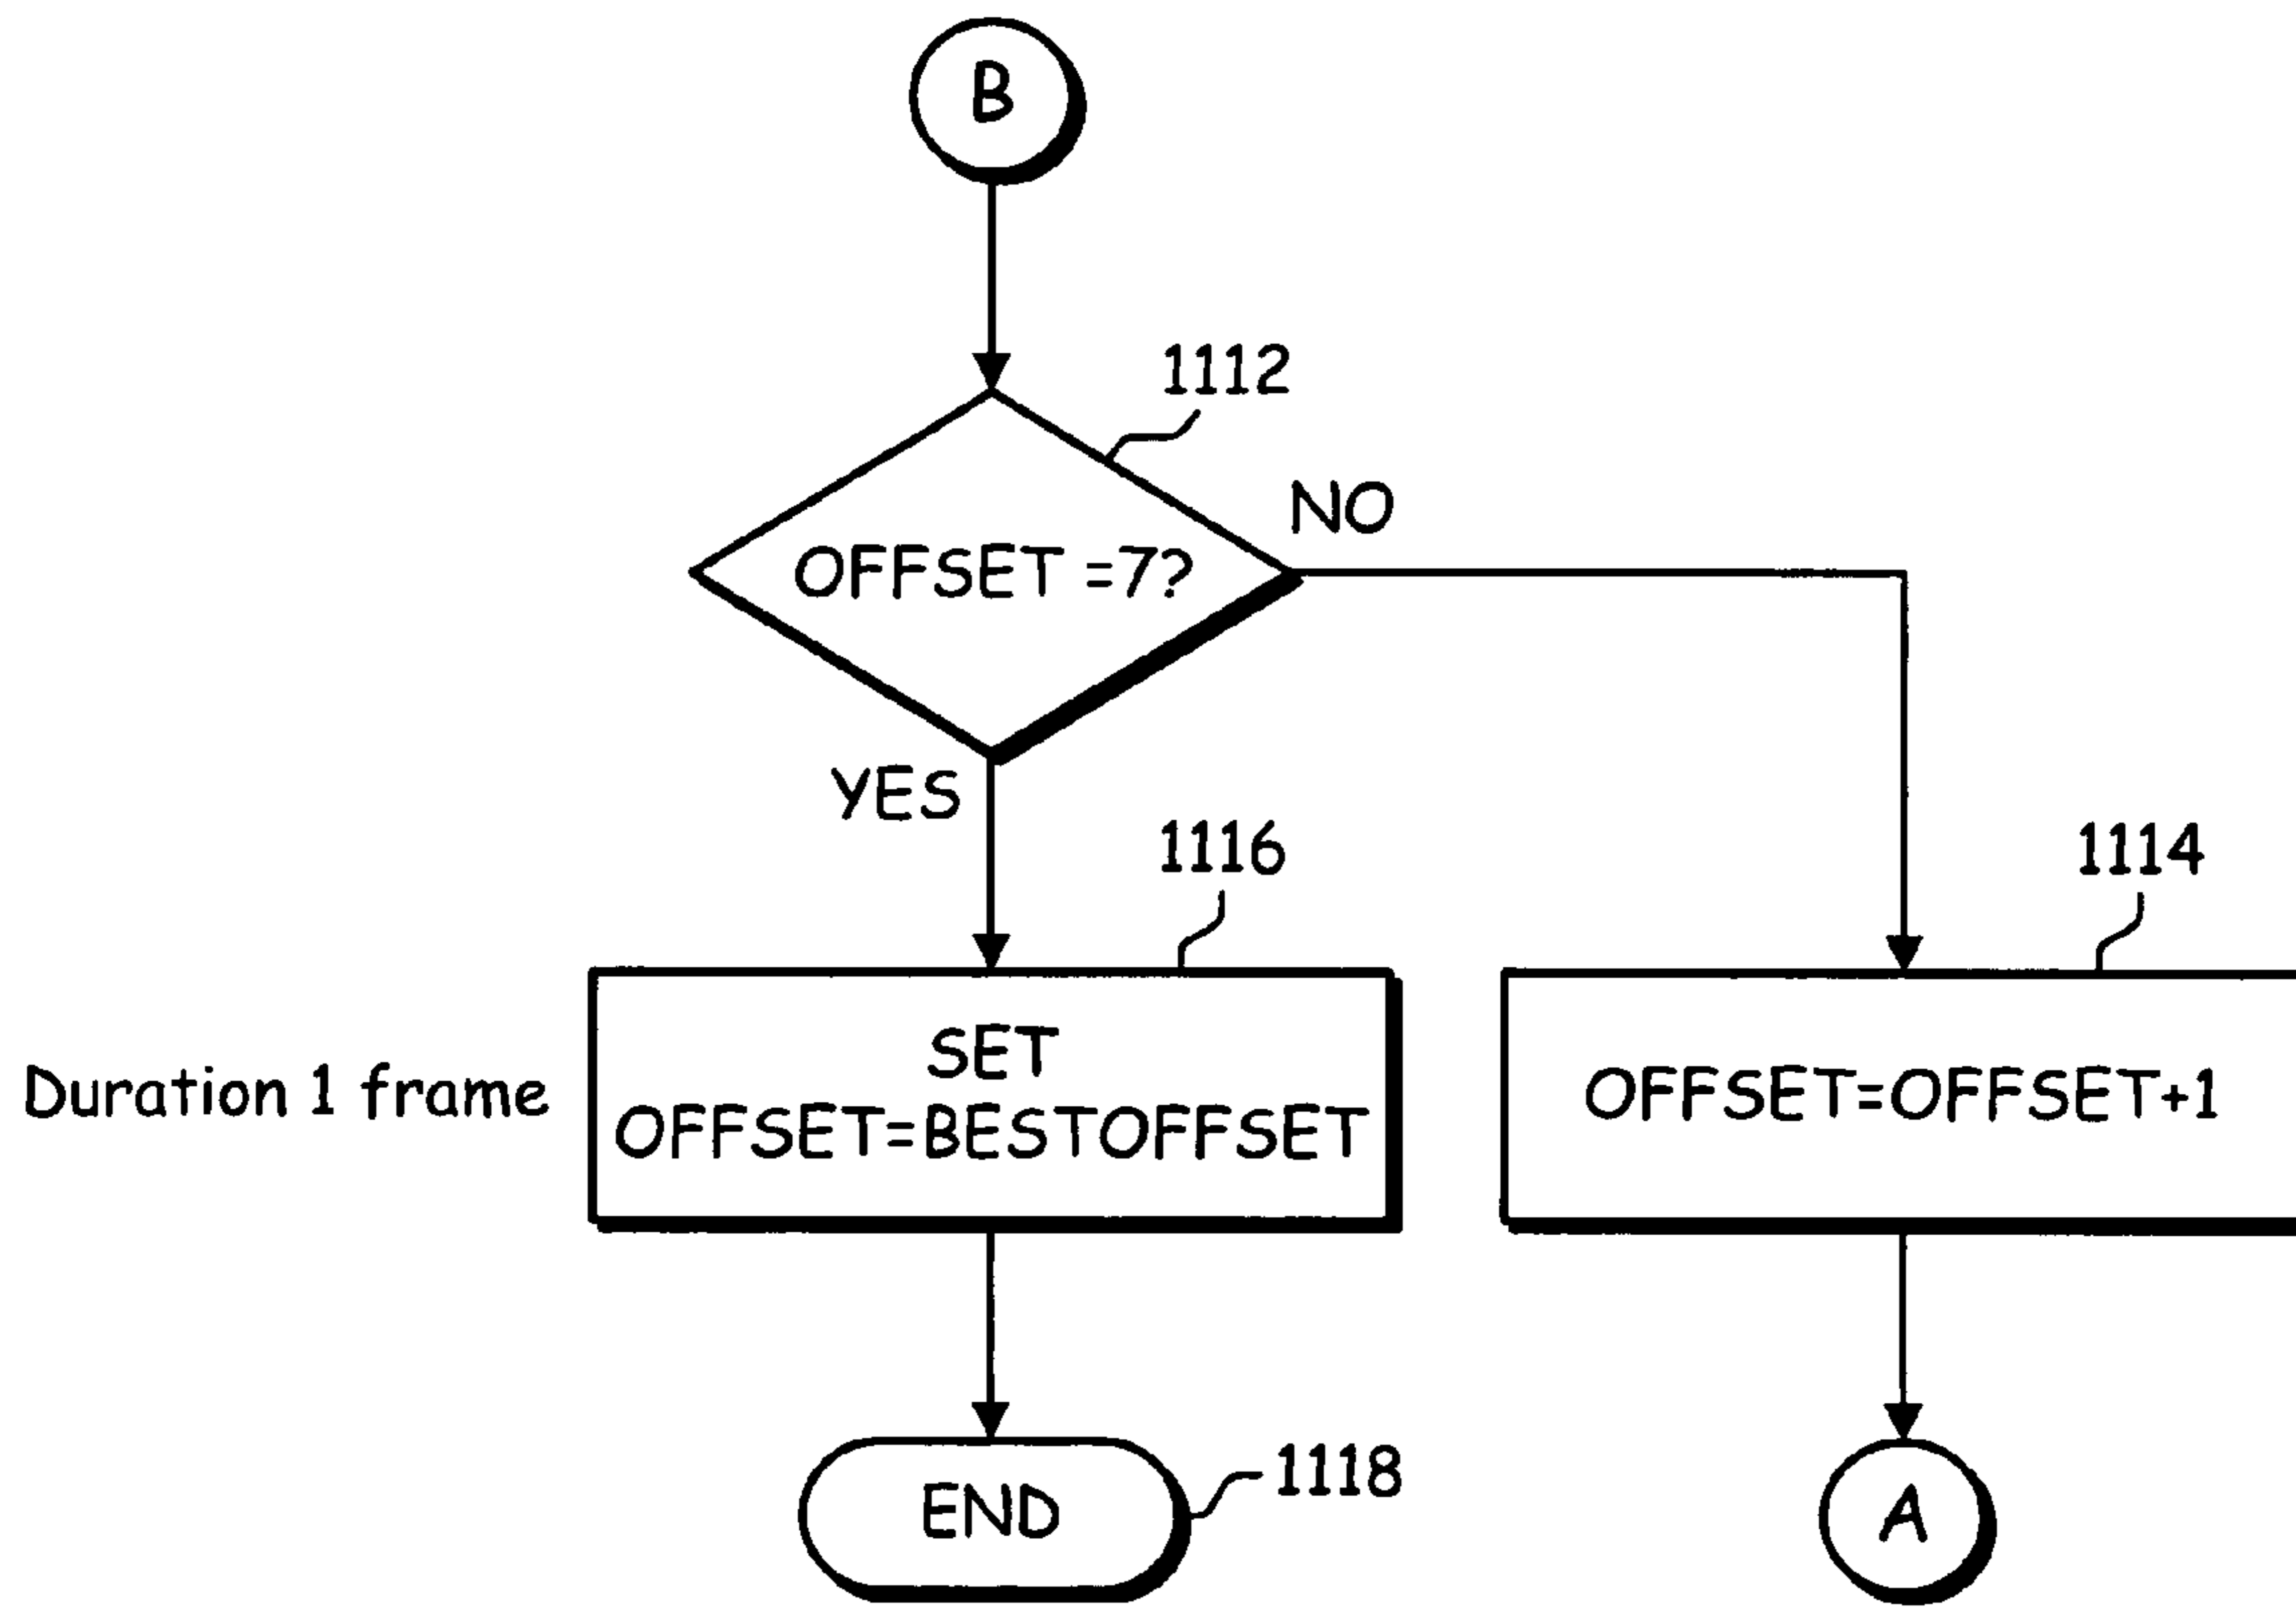 B
1112
NO
OFFSET =7?
YES
1116
1114
SET
OFFSET=BESTOFFSET
Duration 1 frame
OFFSET=OFFSET+1
END
1118
A